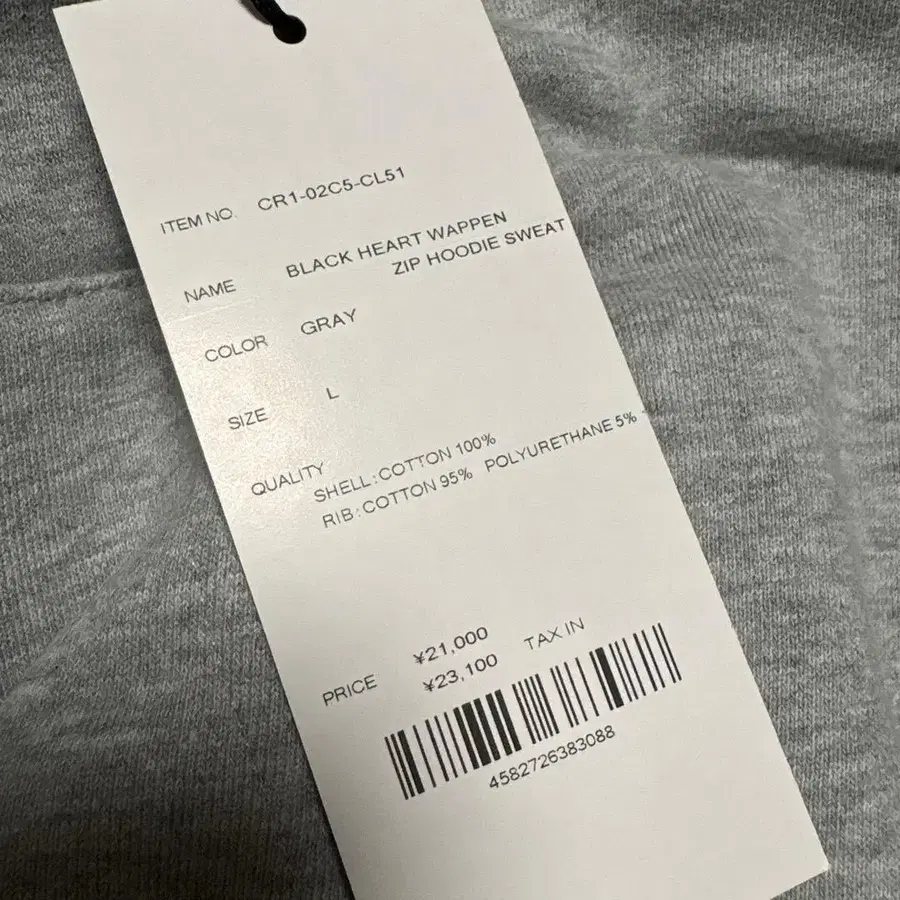 ITEM NO. CR1-02C5-CL51
NAME BLACK HEART WAPPEN
ZIP HOODIE SWEAT
COLOR GRAY
SIZE L
QUALITY
SHELL:COTTON 100%
RIB:COTTON 95% POLYURETHANE 5%
PRICE ¥21,000
¥23,100 TAX IN
4582726383088